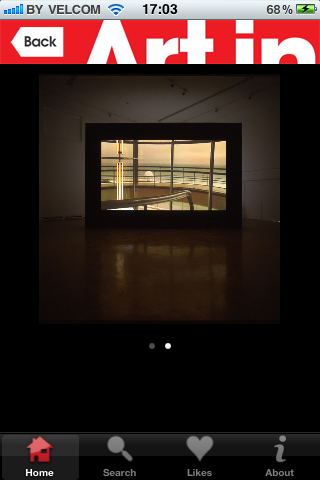 BY VELCOM 17:03 68%
Back Art in
Home Search Likes About